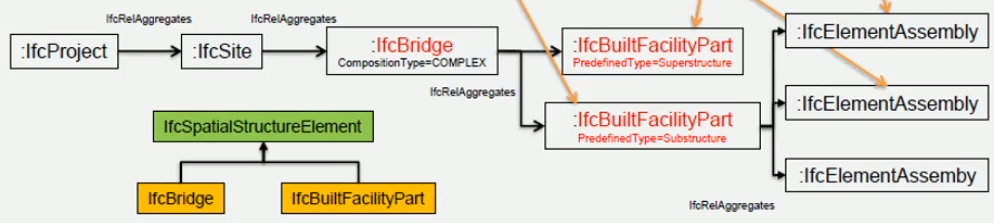 IfcRelAggregates
IfcRelAggregates
:IfcProject
:IfcSite
:IfcBridge
CompositionType=COMPLEX
:IfcBuiltFacilityPart
PredefinedType=Superstructure
:IfcElementAssembly
IfcRelAggregates
:IfcBuiltFacilityPart
PredefinedType=Substructure
:IfcElementAssembly
IfcSpatialStructureElement
:IfcElementAssemby
IfcBridge
IfcBuiltFacilityPart
IfcRelAggregates